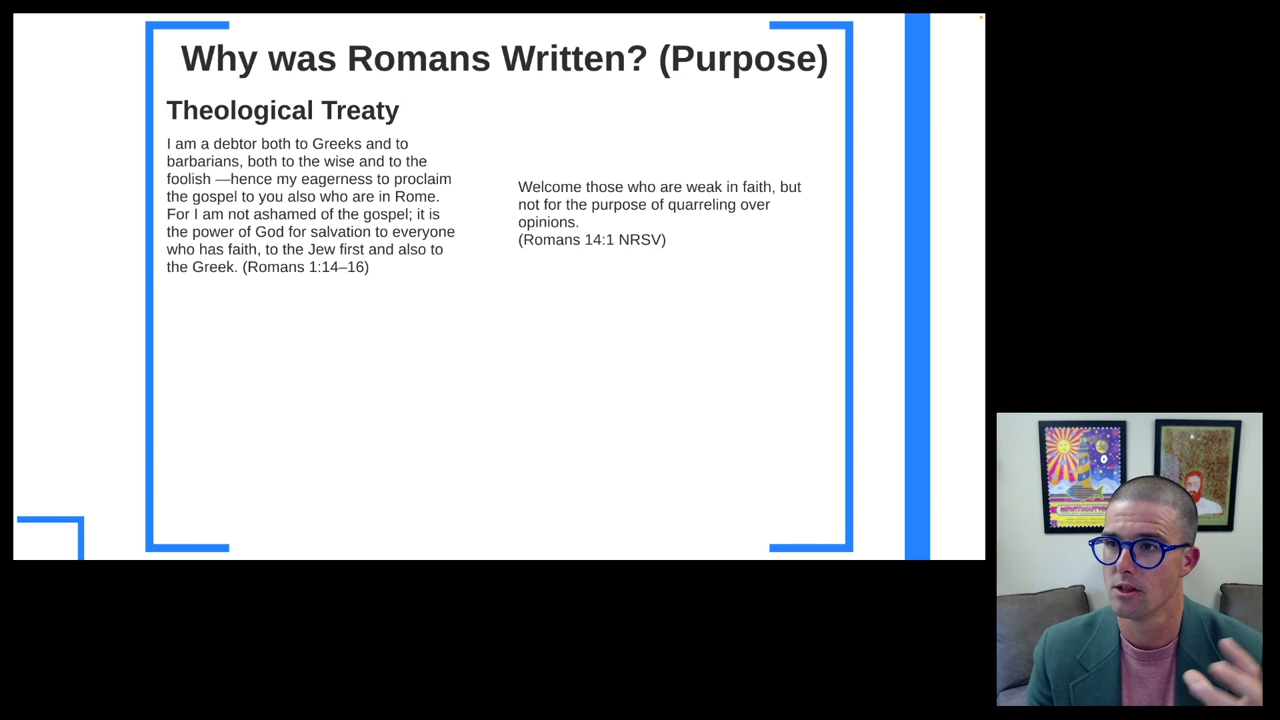 Why was Romans Written? (Purpose)
Theological Treaty
I am a debtor both to Greeks and to
barbarians, both to the wise and to the
foolish —hence my eagerness to proclaim
the gospel to you also who are in Rome.
For I am not ashamed of the gospel; it is
the power of God for salvation to everyone
who has faith, to the Jew first and also to
the Greek. (Romans 1:14–16)
Welcome those who are weak in faith, but
not for the purpose of quarreling over
opinions.
(Romans 14:1 NRSV)